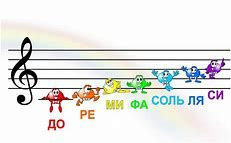 ДО РЕ МИ ФА СОЛЬ ЛЯ СИ